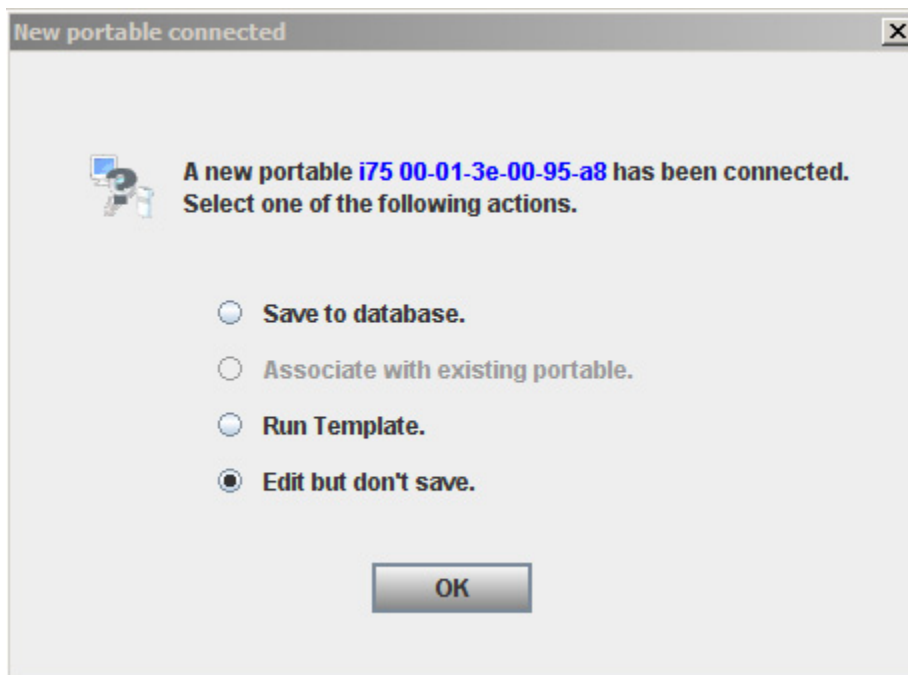 New portable connected
A new portable i75 00-01-3e-00-95-a8 has been connected.
Select one of the following actions.
Save to database.
Associate with existing portable.
Run Template.
Edit but don't save.
OK